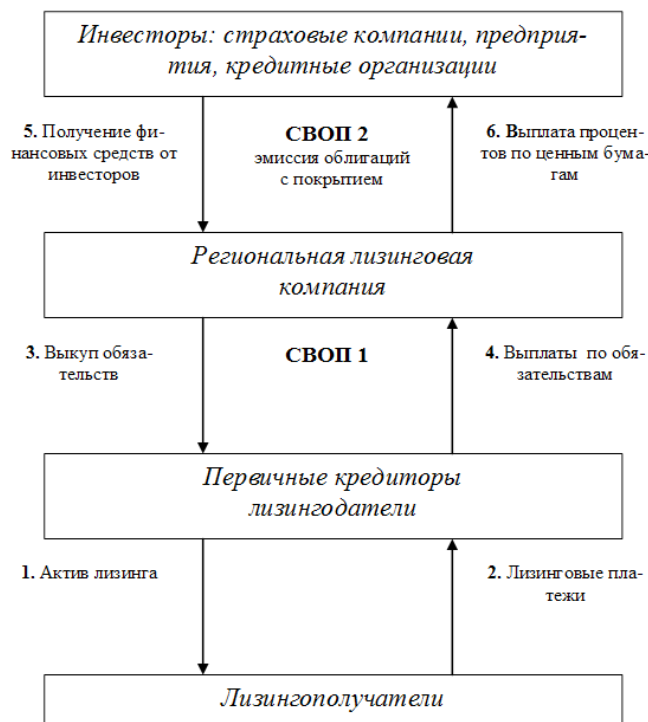 Инвесторы: страховые компании, предприя-
тия, кредитные организации
5. Получение фи-
нансовых средств от
инвесторов
СВОП 2
эмиссия облигаций
с покрытием
6. Выплата процен-
тов по ценным бума-
гам
Региональная лизинговая
компания
3. Выкуп обяза-
тельств
СВОП 1
4. Выплаты по обя-
зательствам
Первичные кредиторы
лизингодатели
1. Актив лизинга
2. Лизинговые пла-
тежи
Лизингополучатели